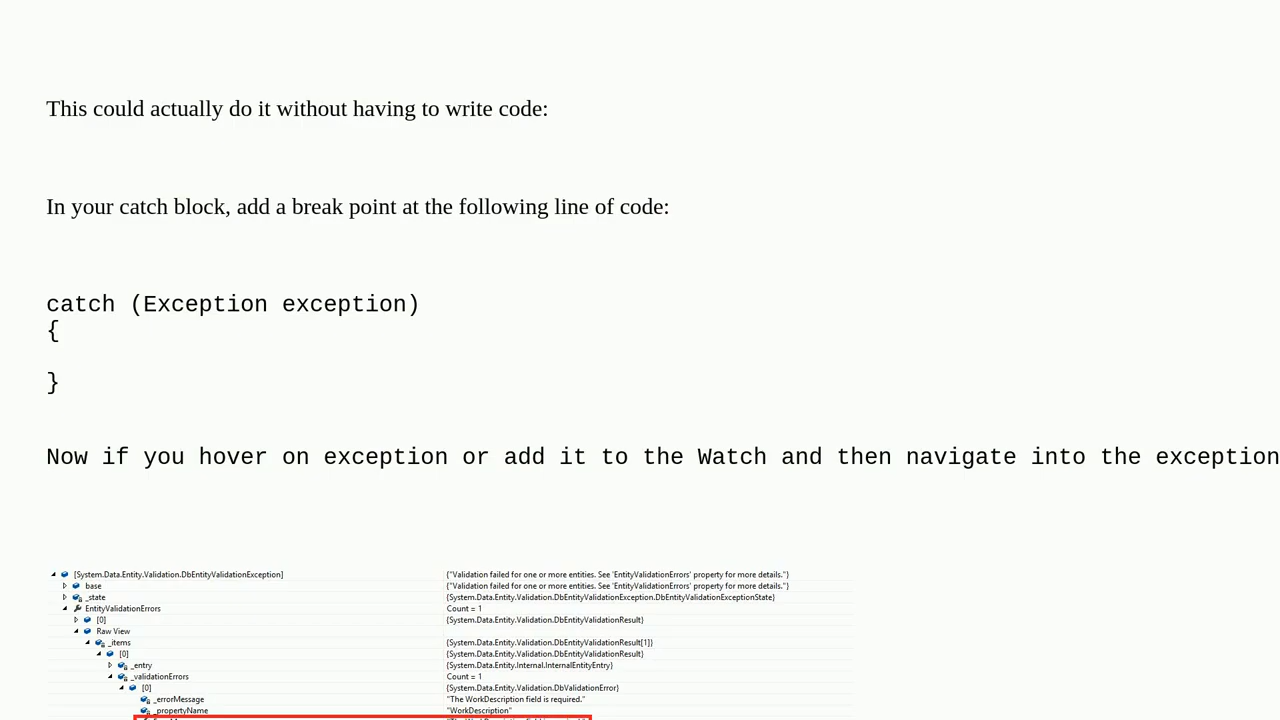 This could actually do it without having to write code:
In your catch block, add a break point at the following line of code:
catch (Exception exception)
{
}
Now if you hover on exception or add it to the Watch and then navigate into the exception
[System.Data.Entity.Validation.DbEntityValidationException] {"Validation failed for one or more entities. See 'EntityValidationErrors' property for more details."}
base {"Validation failed for one or more entities. See 'EntityValidationErrors' property for more details."}
_state {System.Data.Entity.Validation.DbEntityValidationException.DbEntityValidationExceptionState}
EntityValidationErrors Count = 1
[0] {System.Data.Entity.Validation.DbEntityValidationResult}
Raw View
_items {System.Data.Entity.Validation.DbEntityValidationResult[1]}
[0] {System.Data.Entity.Validation.DbEntityValidationResult}
_entry {System.Data.Entity.Internal.InternalEntityEntry}
_validationErrors Count = 1
[0] {System.Data.Entity.Validation.DbValidationError}
_errorMessage "The WorkDescription field is required."
_propertyName "WorkDescription"